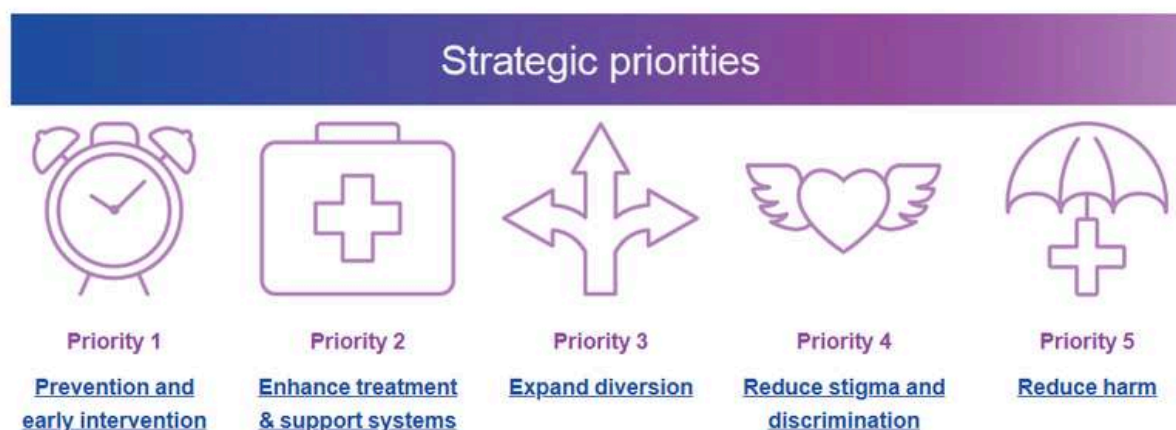 Strategic priorities
Priority 1
Prevention and
early intervention
Priority 2
Enhance treatment
& support systems
Priority 3
Expand diversion
Priority 4
Reduce stigma and
discrimination
Priority 5
Reduce harm